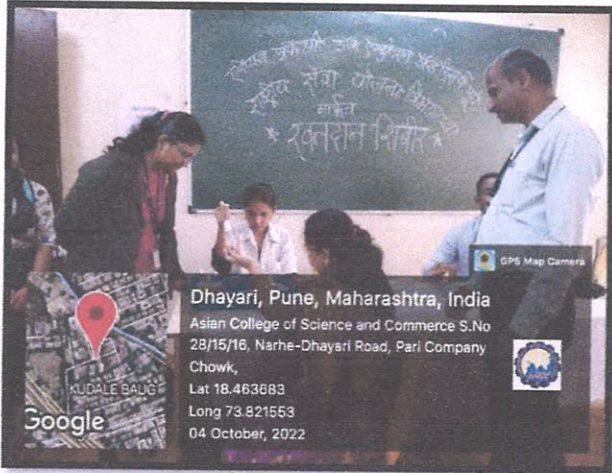 राष्ट्रीय सेवा योजना
मार्फत
* रक्तदान शिबीर *
GPS Map Camera
Dhayari, Pune, Maharashtra, India
Asian College of Science and Commerce S.No
28/15/16, Narhe-Dhayari Road, Pari Company
Chowk,
Lat 18.463683
Long 73.821553
04 October, 2022
KUDALE BAUG
Google